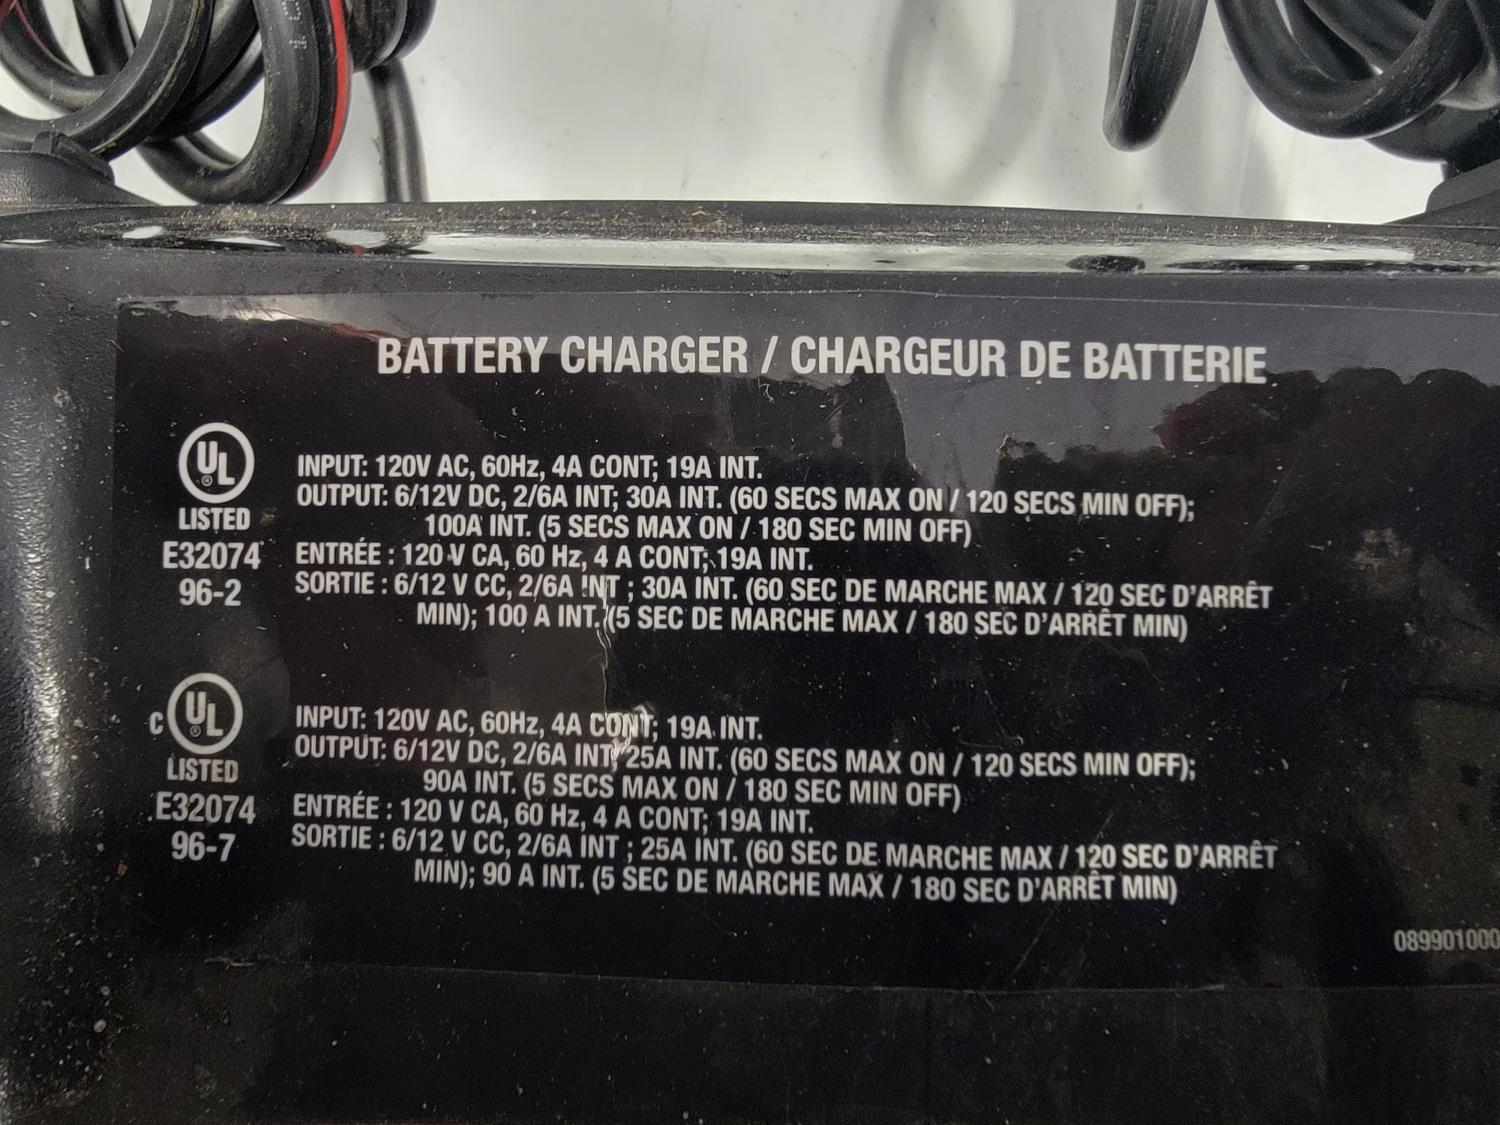 BATTERY CHARGER / CHARGEUR DE BATTERIE
UL
®
LISTED
E32074
96-2
INPUT: 120V AC, 60Hz, 4A CONT; 19A INT.
OUTPUT: 6/12V DC, 2/6A INT; 30A INT. (60 SECS MAX ON / 120 SECS MIN OFF);
100A INT. (5 SECS MAX ON / 180 SEC MIN OFF)
ENTRÉE : 120 V CA, 60 Hz, 4 A CONT; 19A INT.
SORTIE : 6/12 V CC, 2/6A INT ; 30A INT. (60 SEC DE MARCHE MAX / 120 SEC D'ARRÊT
MIN); 100 A INT. (5 SEC DE MARCHE MAX / 180 SEC D'ARRÊT MIN)
C UL
®
LISTED
E32074
96-7
INPUT: 120V AC, 60Hz, 4A CONT; 19A INT.
OUTPUT: 6/12V DC, 2/6A INT; 25A INT. (60 SECS MAX ON / 120 SECS MIN OFF);
90A INT. (5 SECS MAX ON / 180 SEC MIN OFF)
ENTRÉE : 120 V CA, 60 Hz, 4 A CONT; 19A INT.
SORTIE : 6/12 V CC, 2/6A INT ; 25A INT. (60 SEC DE MARCHE MAX / 120 SEC D'ARRÊT
MIN); 90 A INT. (5 SEC DE MARCHE MAX / 180 SEC D'ARRÊT MIN)
089901000